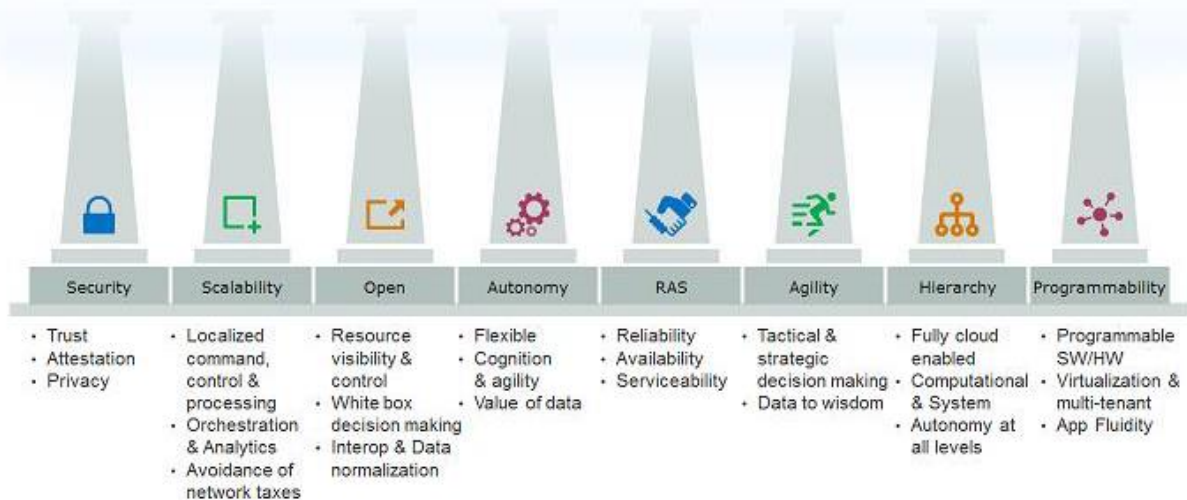 Security
Scalability
Open
Autonomy
RAS
Agility
Hierarchy
Programmability
• Trust
• Attestation
• Privacy
• Localized
command,
control &
processing
• Orchestration
& Analytics
• Avoidance of
network taxes
• Resource
visibility &
control
• White box
decision making
• Interop & Data
normalization
• Flexible
• Cognition
& agility
• Value of data
• Reliability
• Availability
• Serviceability
• Tactical &
strategic
decision making
• Data to wisdom
• Fully cloud
enabled
• Computational
& System
• Autonomy at
all levels
• Programmable
SW/HW
• Virtualization &
multi-tenant
• App Fluidity